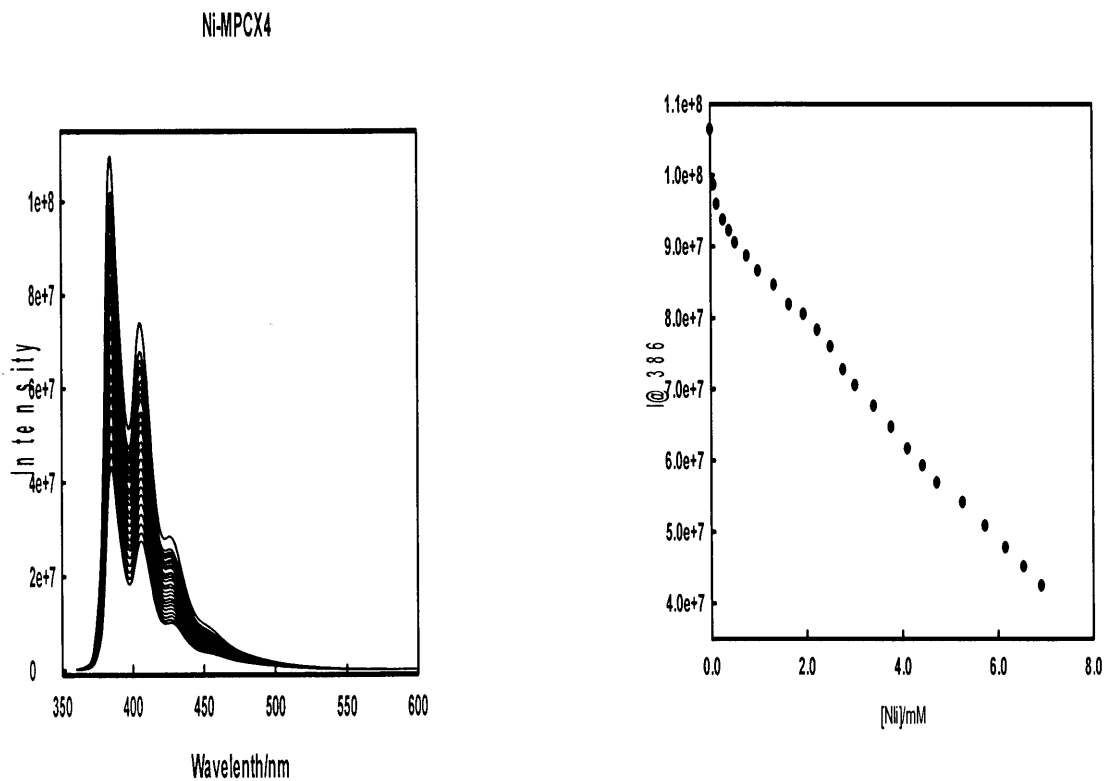 Ni-MPCX4
1e+8
8e+7
6e+7
4e+7
2e+7
0
Intensity
350 400 450 500 550 600
Wavelenth/nm
1.1e+8
1.0e+8
9.0e+7
8.0e+7
7.0e+7
6.0e+7
5.0e+7
4.0e+7
I@386
0.0 2.0 4.0 6.0 8.0
[Nli]/mM